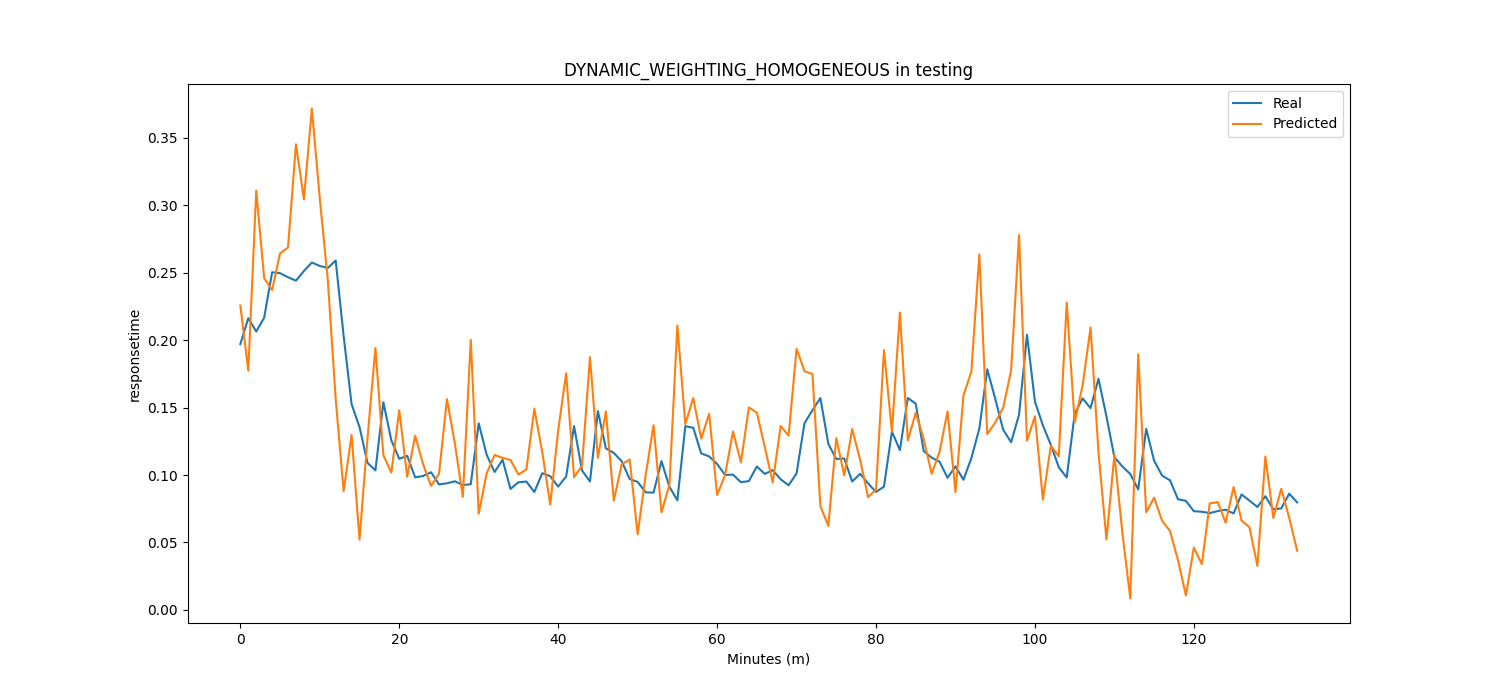 DYNAMIC_WEIGHTING_HOMOGENEOUS in testing
Real
Predicted
responsetime
0.35
0.30
0.25
0.20
0.15
0.10
0.05
0.00
0 20 40 60 80 100 120
Minutes (m)